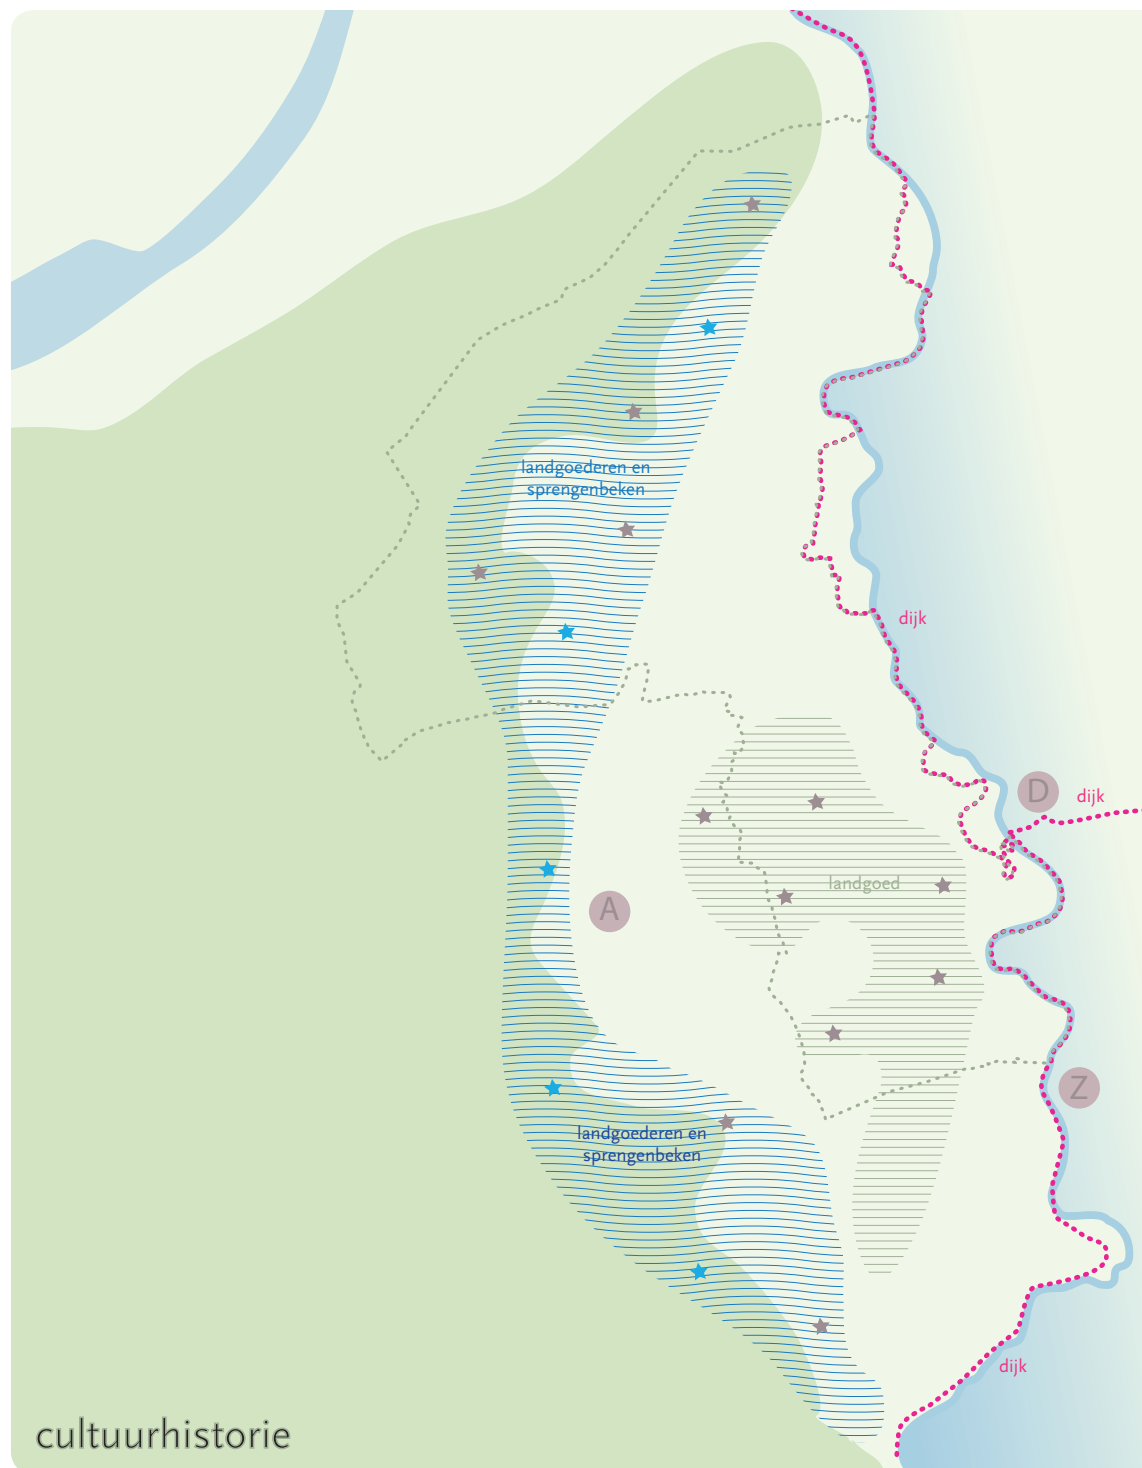 landgoederen en
sprengenbeken
dijk
D
dijk
landgoed
A
Z
landgoederen en
sprengenbeken
dijk
cultuurhistorie